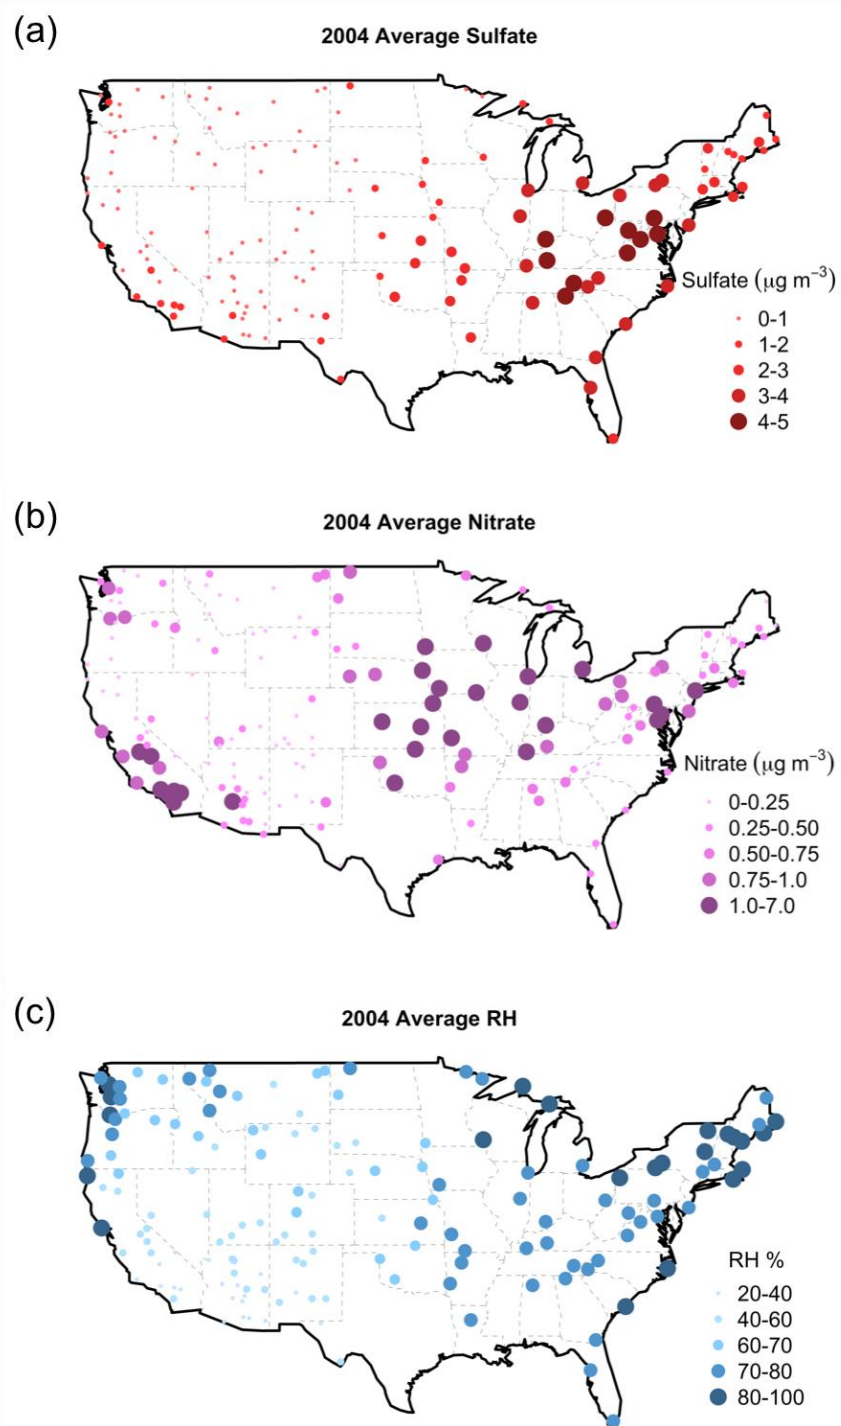 (a)
2004 Average Sulfate
Sulfate (μg m⁻³)
0-1
1-2
2-3
3-4
4-5
(b)
2004 Average Nitrate
Nitrate (μg m⁻³)
0-0.25
0.25-0.50
0.50-0.75
0.75-1.0
1.0-7.0
(c)
2004 Average RH
RH %
20-40
40-60
60-70
70-80
80-100